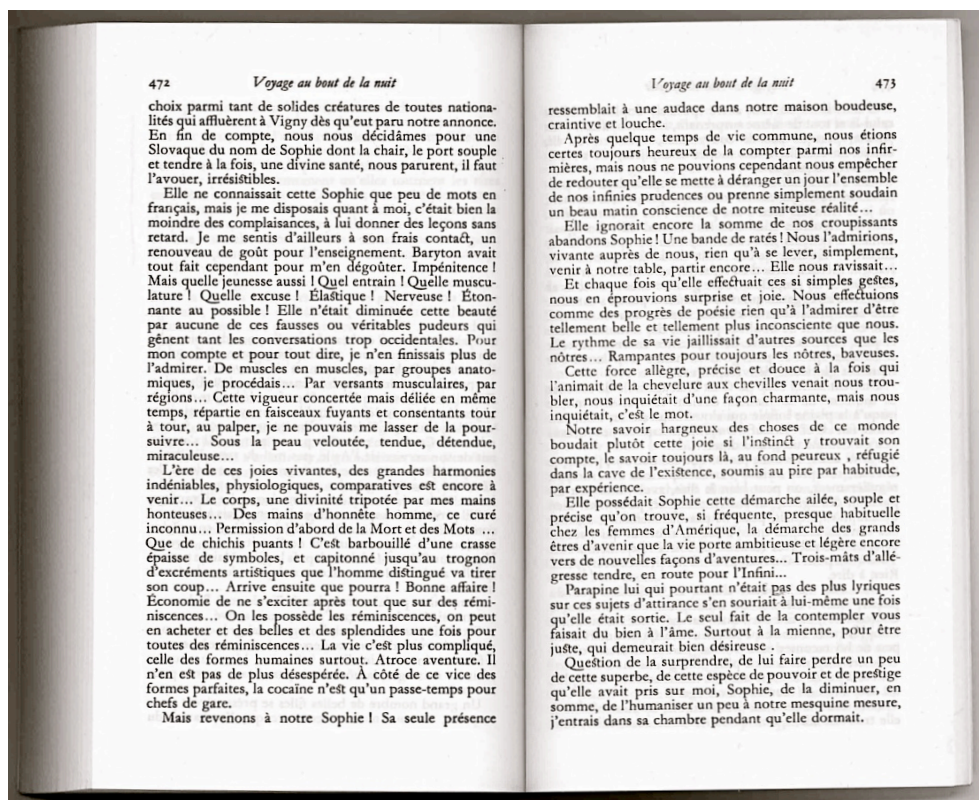 472
Voyage au bout de la nuit
choix parmi tant de solides créatures de toutes nationa-
lités qui affluèrent à Vigny dès qu'eut paru notre annonce.
En fin de compte, nous nous décidâmes pour une
Slovaque du nom de Sophie dont la chair, le port souple
et tendre à la fois, une divine santé, nous parurent, il faut
l'avouer, irrésistibles.
Elle ne connaissait cette Sophie que peu de mots en
français, mais je me disposais quant à moi, c'était bien la
moindre des complaisances, à lui donner des leçons sans
retard. Je me sentis d'ailleurs à son frais contact, un
renouveau de goût pour l'enseignement. Baryton avait
tout fait cependant pour m'en dégoûter. Impénitence !
Mais quelle jeunesse aussi ! Quel entrain ! Quelle muscu-
lature ! Quelle excuse ! Élastique ! Nerveuse ! Éton-
nante au possible ! Elle n'était diminuée cette beauté
par aucune de ces fausses ou véritables pudeurs qui
gênent tant les conversations trop occidentales. Pour
mon compte et pour tout dire, je n'en finissais plus de
l'admirer. De muscles en muscles, par groupes anato-
miques, je procédais... Par versants musculaires, par
régions... Cette vigueur concertée mais déliée en même
temps, répartie en faisceaux fuyants et consentants tour
à tour, au palper, je ne pouvais me lasser de la pour-
suivre... Sous la peau veloutée, tendue, détendue,
miraculeuse...
L'ère de ces joies vivantes, des grandes harmonies
indéniables, physiologiques, comparatives est encore à
venir... Le corps, une divinité tripotée par mes mains
honteuses... Des mains d'honnête homme, ce curé
inconnu... Permission d'abord de la Mort et des Mots ...
Que de chichis puants ! C'est barbouillé d'une crasse
épaisse de symboles, et capitonné jusqu'au trognon
d'excréments artistiques que l'homme distingué va tirer
son coup... Arrive ensuite que pourra ! Bonne affaire !
Économie de ne s'exciter après tout que sur des rémi-
niscences... On les possède les réminiscences, on peut
en acheter et des belles et des splendides une fois pour
toutes des réminiscences... La vie c'est plus compliqué,
celle des formes humaines surtout. Atroce aventure. Il
n'en est pas de plus désespérée. À côté de ce vice des
formes parfaites, la cocaïne n'est qu'un passe-temps pour
chefs de gare.
Mais revenons à notre Sophie ! Sa seule présence
Voyage au bout de la nuit
473
ressemblait à une audace dans notre maison boudeuse,
craintive et louche.
Après quelque temps de vie commune, nous étions
certes toujours heureux de la compter parmi nos infir-
mières, mais nous ne pouvions cependant nous empêcher
de redouter qu'elle se mette à déranger un jour l'ensemble
de nos infinies prudences ou prenne simplement soudain
un beau matin conscience de notre miteuse réalité...
Elle ignorait encore la somme de nos croupissants
abandons Sophie ! Une bande de ratés ! Nous l'admirions,
vivante auprès de nous, rien qu'à se lever, simplement,
venir à notre table, partir encore... Elle nous ravissait...
Et chaque fois qu'elle effectuait ces si simples gestes,
nous en éprouvions surprise et joie. Nous effectuions
comme des progrès de poésie rien qu'à l'admirer d'être
tellement belle et tellement plus inconsciente que nous.
Le rythme de sa vie jaillissait d'autres sources que les
nôtres... Rampantes pour toujours les nôtres, baveuses.
Cette force allègre, précise et douce à la fois qui
l'animait de la chevelure aux chevilles venait nous trou-
bler, nous inquiétait d'une façon charmante, mais nous
inquiétait, c'est le mot.
Notre savoir hargneux des choses de ce monde
boudait plutôt cette joie si l'instinct y trouvait son
compte, le savoir toujours là, au fond peureux , réfugié
dans la cave de l'existence, soumis au pire par habitude,
par expérience.
Elle possédait Sophie cette démarche ailée, souple et
précise qu'on trouve, si fréquente, presque habituelle
chez les femmes d'Amérique, la démarche des grands
êtres d'avenir que la vie porte ambitieuse et légère encore
vers de nouvelles façons d'aventures... Trois-mâts d'allé-
gresse tendre, en route pour l'Infini...
Parapine lui qui pourtant n'était pas des plus lyriques
sur ces sujets d'attirance s'en souriait à lui-même une fois
qu'elle était sortie. Le seul fait de la contempler vous
faisait du bien à l'âme. Surtout à la mienne, pour être
juste, qui demeurait bien désireuse .
Question de la surprendre, de lui faire perdre un peu
de cette superbe, de cette espèce de pouvoir et de prestige
qu'elle avait pris sur moi, Sophie, de la diminuer, en
somme, de l'humaniser un peu à notre mesquine mesure,
j'entrais dans sa chambre pendant qu'elle dormait.